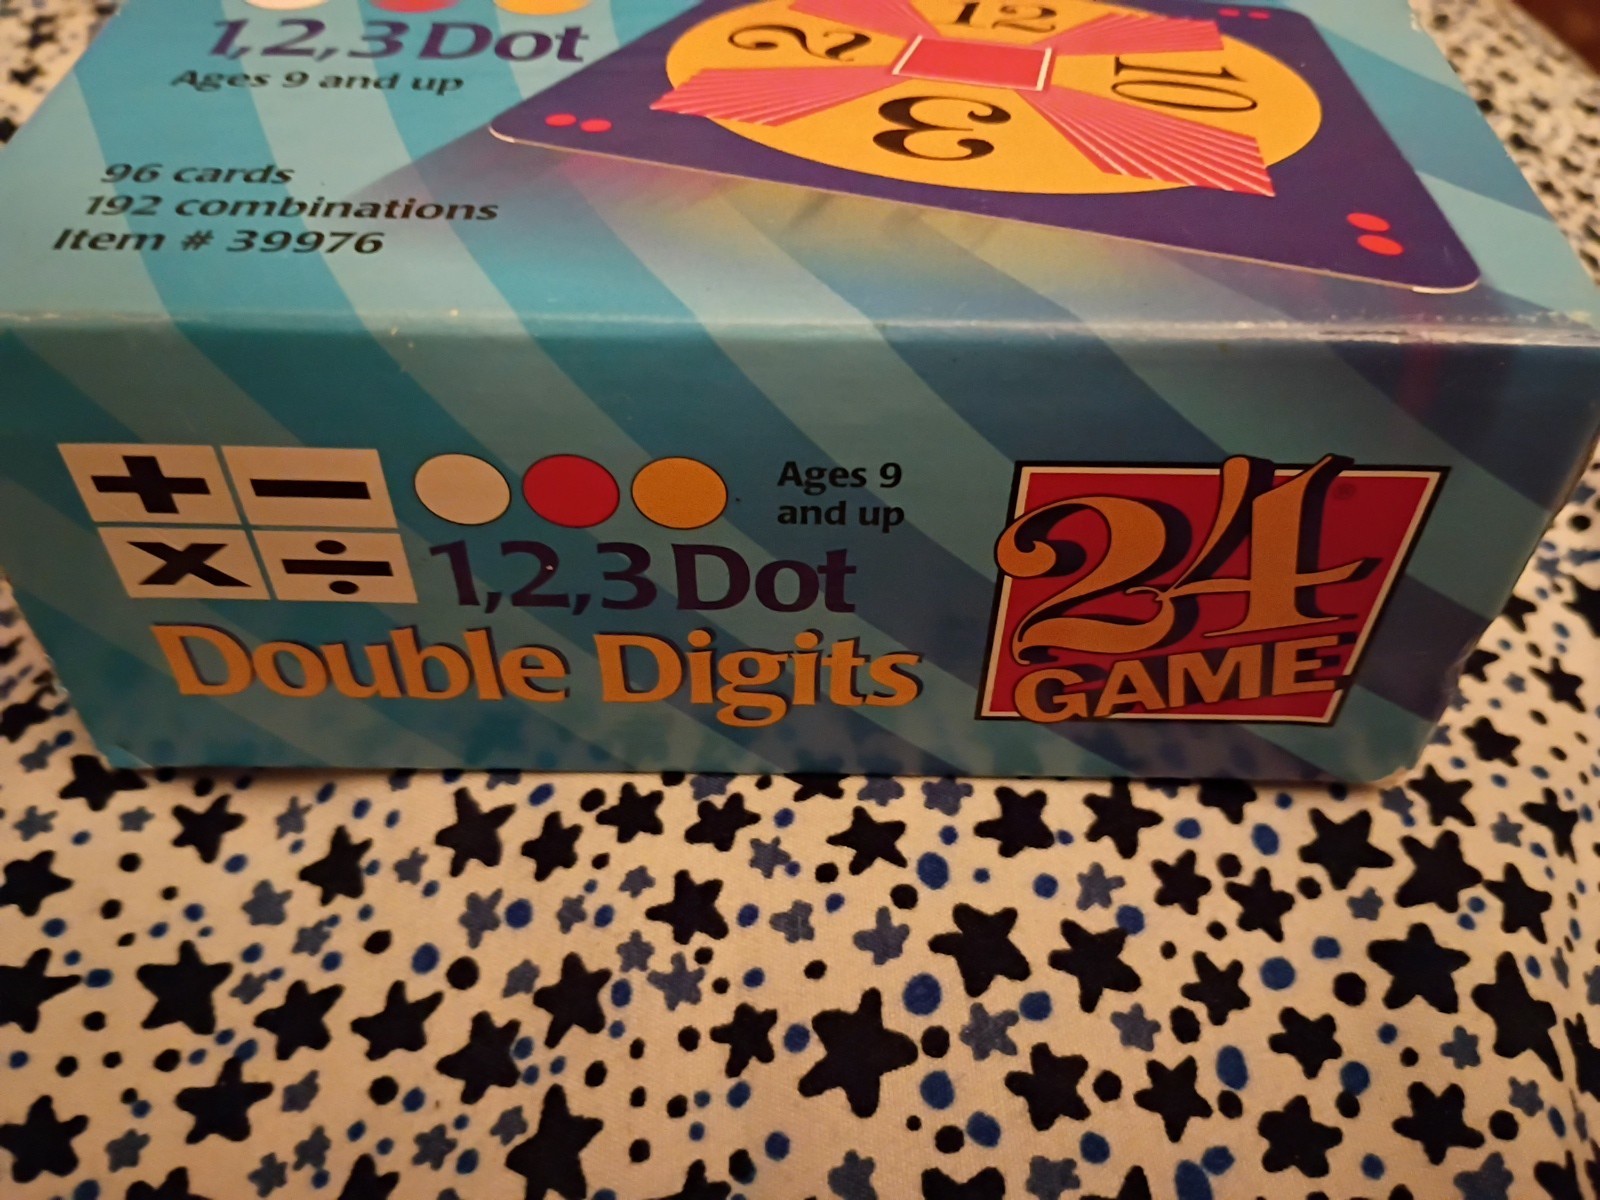 1,2,3 Dot
Ages 9 and up
96 cards
192 combinations
Item # 39976
12
2
10
3
+ −
× ÷
Ages 9
and up
1,2,3 Dot
Double Digits
24®
GAME